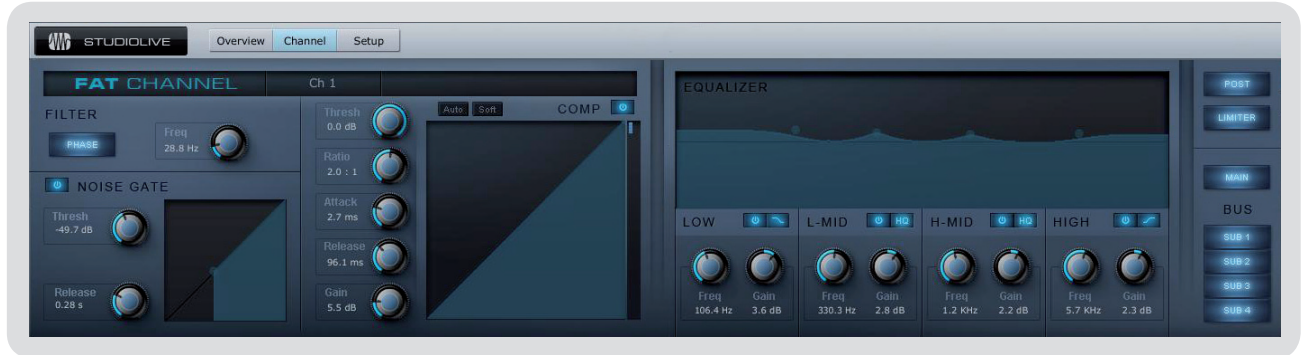 STUDIOLIVE Overview Channel Setup
FAT CHANNEL Ch 1
FILTER
PHASE
Freq
28.8 Hz
NOISE GATE
Thresh
-49.7 dB
Release
0.28 s
Thresh
0.0 dB
Ratio
2.0 : 1
Attack
2.7 ms
Release
96.1 ms
Gain
5.5 dB
Auto Soft COMP
EQUALIZER
LOW
Freq Gain
106.4 Hz 3.6 dB
L-MID HQ
Freq Gain
330.3 Hz 2.8 dB
H-MID HQ
Freq Gain
1.2 KHz 2.2 dB
HIGH
Freq Gain
5.7 KHz 2.3 dB
POST
LIMITER
MAIN
BUS
SUB 1
SUB 2
SUB 3
SUB 4